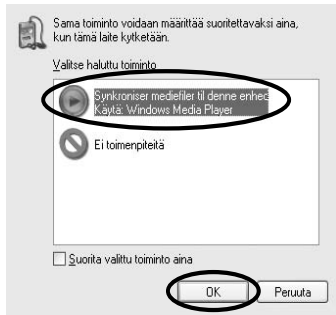 Sama toiminto voidaan määrittää suoritettavaksi aina,
kun tämä laite kytketään.
Valitse haluttu toiminto
Synkroniser mediefiler til denne enhed
Käytä: Windows Media Player
Ei toimenpiteitä
Suorita valittu toiminto aina
OK
Peruuta